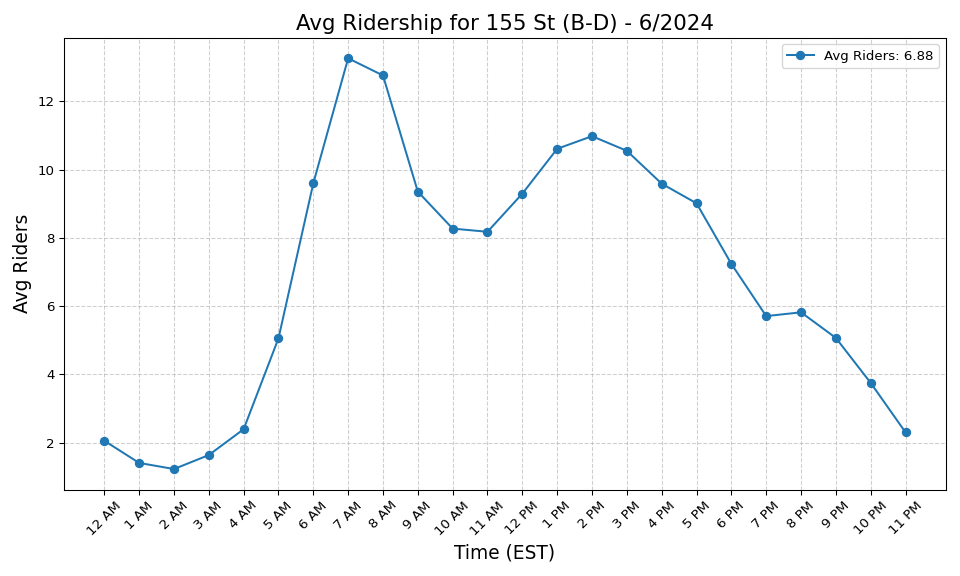 Avg Ridership for 155 St (B-D) - 6/2024
Avg Riders: 6.88
Avg Riders
12
10
8
6
4
2
12 AM
1 AM
2 AM
3 AM
4 AM
5 AM
6 AM
7 AM
8 AM
9 AM
10 AM
11 AM
12 PM
1 PM
2 PM
3 PM
4 PM
5 PM
6 PM
7 PM
8 PM
9 PM
10 PM
11 PM
Time (EST)